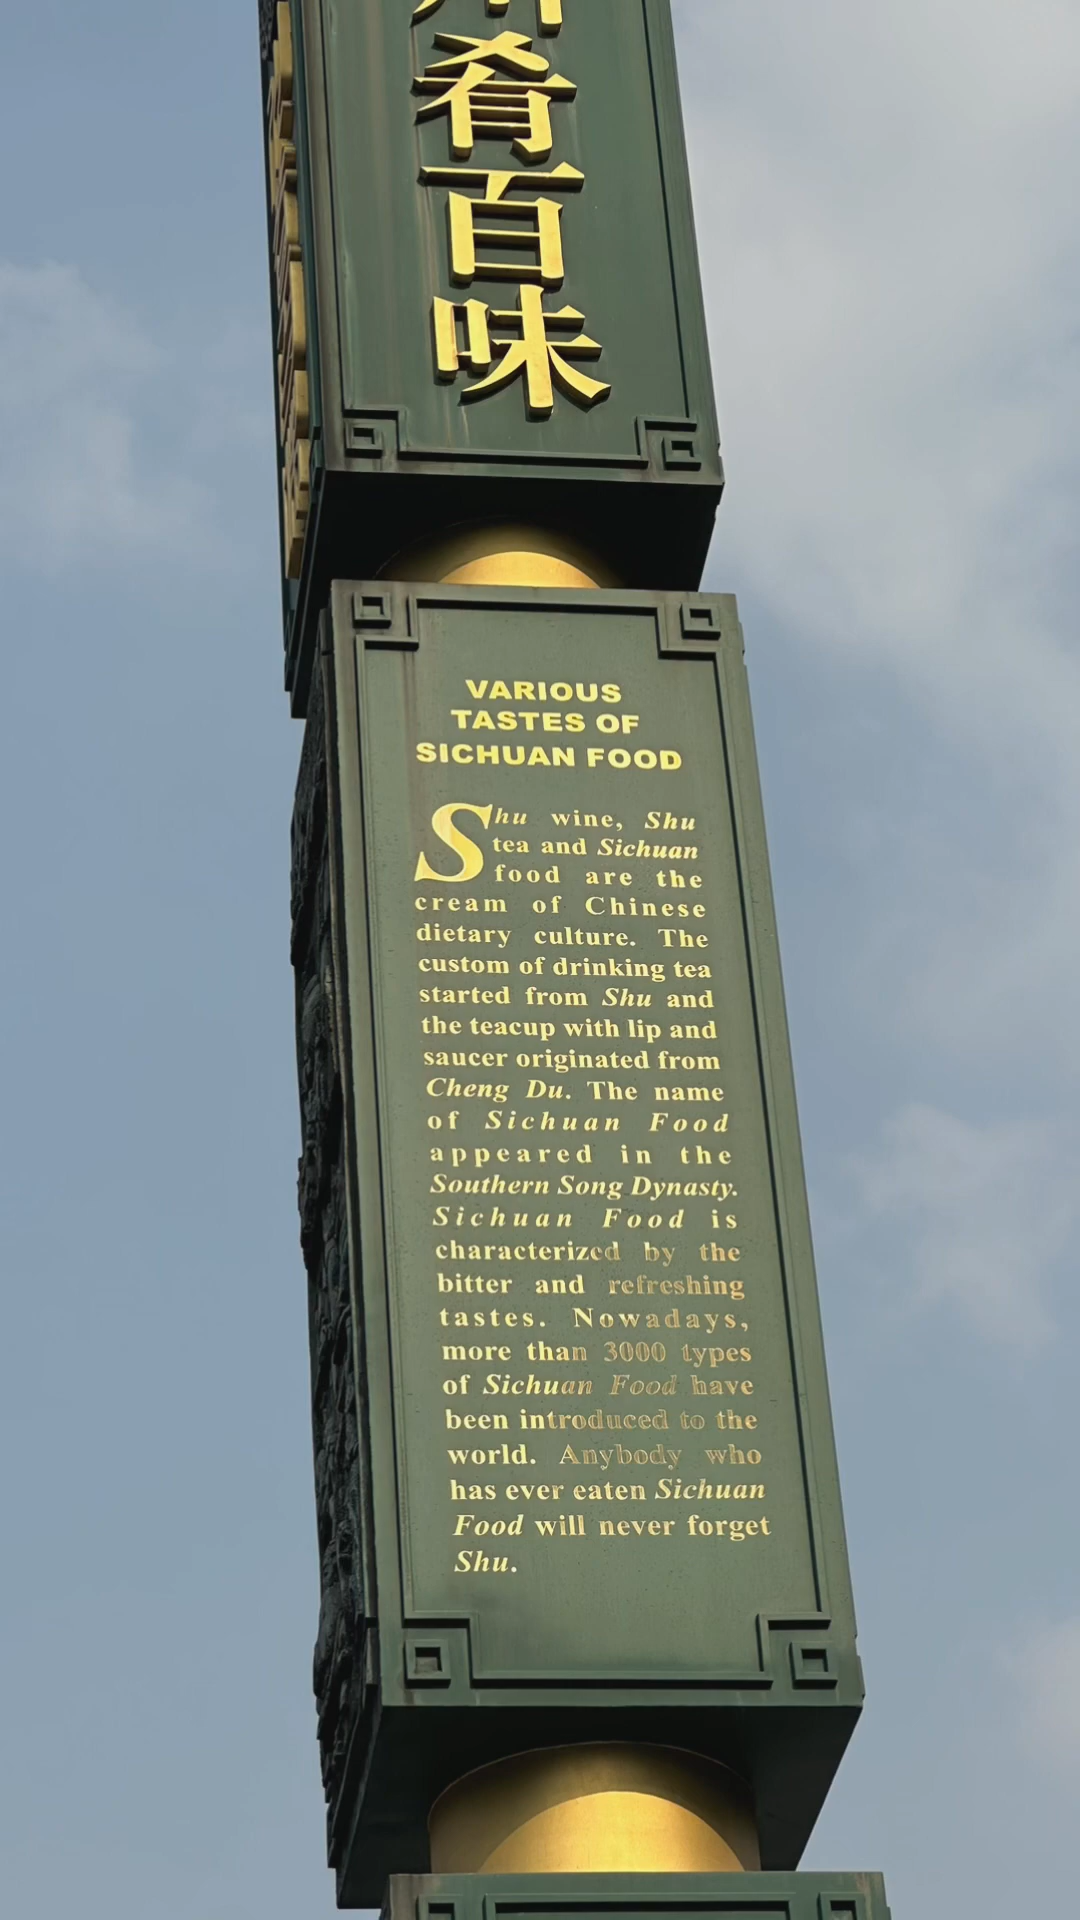 肴
百
味
VARIOUS
TASTES OF
SICHUAN FOOD
Shu wine, Shu
tea and Sichuan
food are the
cream of Chinese
dietary culture. The
custom of drinking tea
started from Shu and
the teacup with lip and
saucer originated from
Cheng Du. The name
of Sichuan Food
appeared in the
Southern Song Dynasty.
Sichuan Food is
characterized by the
bitter and refreshing
tastes. Nowadays,
more than 3000 types
of Sichuan Food have
been introduced to the
world. Anybody who
has ever eaten Sichuan
Food will never forget
Shu.